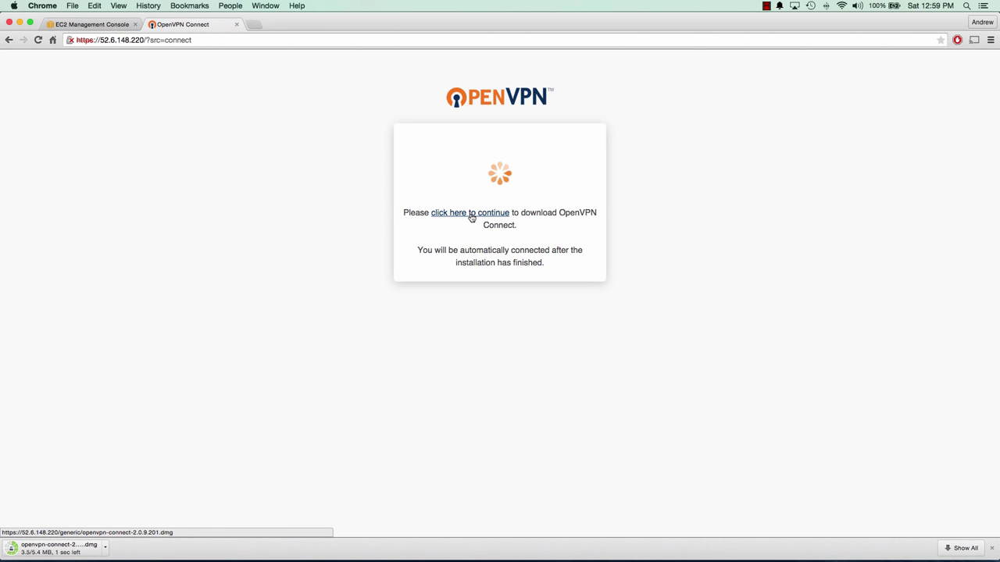 Chrome File Edit View History Bookmarks People Window Help 100% Sat 12:59 PM
EC2 Management Console OpenVPN Connect Andrew
https://52.6.148.220/?src=connect
OPENVPN™
Please click here to continue to download OpenVPN
Connect.
You will be automatically connected after the
installation has finished.
https://52.6.148.220/generic/openvpn-connect-2.0.9.201.dmg
openvpn-connect-2.....dmg
3.5/5.4 MB, 1 sec left
Show All